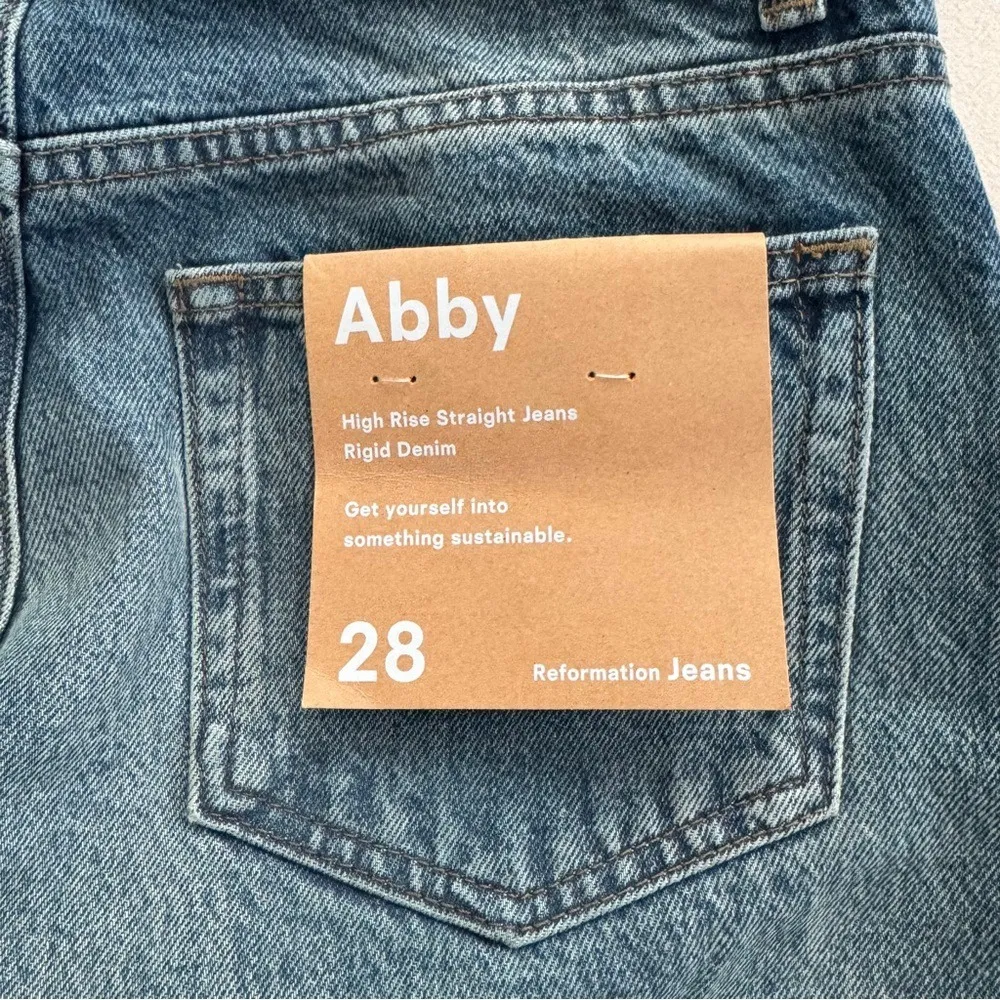 Abby
High Rise Straight Jeans
Rigid Denim
Get yourself into
something sustainable.
28
Reformation Jeans